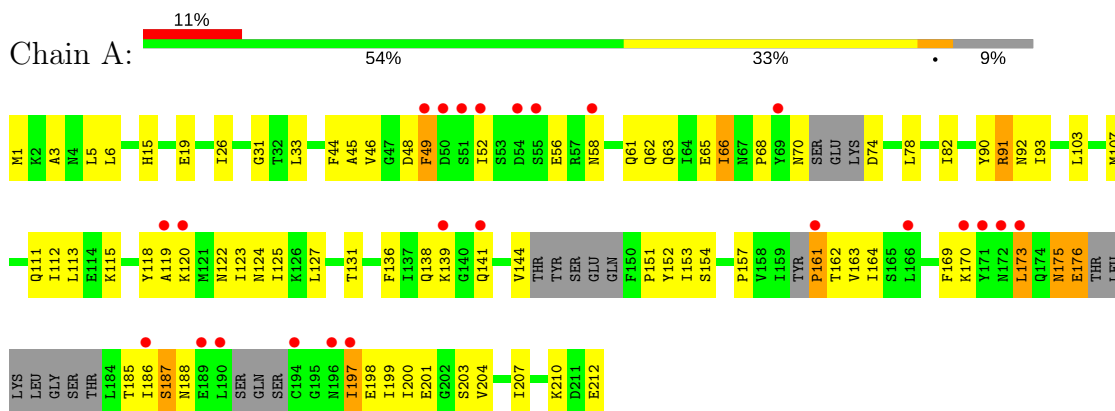 11%
Chain A:
54% 33% • 9%
M1 K2 A3 N4 L5 L6 H15 E19 I26 G31 T32 L33 F44 A45 V46 G47 D48 F49 D50 S51 I52 S53 D54 S55 E56 R57 N58 Q61 Q62 Q63 I64 E65 I66 N67 P68 Y69 N70 SER GLU LYS D74 L78 I82 Y90 R91 N92 I93 L103 M107
Q111 I112 L113 E114 K115 Y118 A119 K120 M121 N122 I123 N124 I125 K126 L127 T131 F136 I137 Q138 K139 G140 Q141 V144 THR TYR SER GLU GLN F150 P151 Y152 I153 S154 P157 V158 I159 TYR P161 T162 V163 I164 S165 L166 F169 K170 Y171 N172 L173 Q174 N175 E176 THR LEU
LYS LEU GLY SER THR L184 T185 I186 S187 N188 E189 L190 SER GLN SER C194 G195 N196 I197 E198 I199 I200 E201 G202 S203 V204 I207 K210 D211 E212